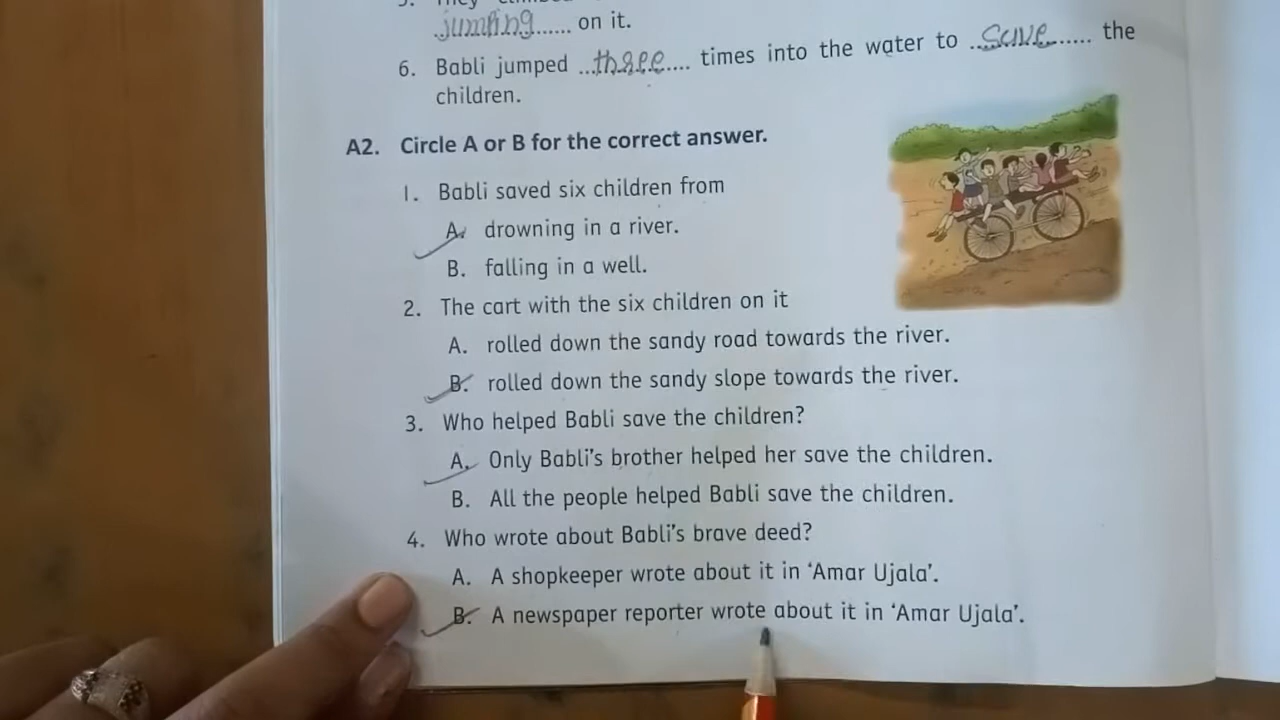 jumping...... on it.
6. Babli jumped ...three.... times into the water to ...save...... the
children.
A2. Circle A or B for the correct answer.
1. Babli saved six children from
A. drowning in a river.
B. falling in a well.
2. The cart with the six children on it
A. rolled down the sandy road towards the river.
B. rolled down the sandy slope towards the river.
3. Who helped Babli save the children?
A. Only Babli's brother helped her save the children.
B. All the people helped Babli save the children.
4. Who wrote about Babli's brave deed?
A. A shopkeeper wrote about it in 'Amar Ujala'.
B. A newspaper reporter wrote about it in 'Amar Ujala'.